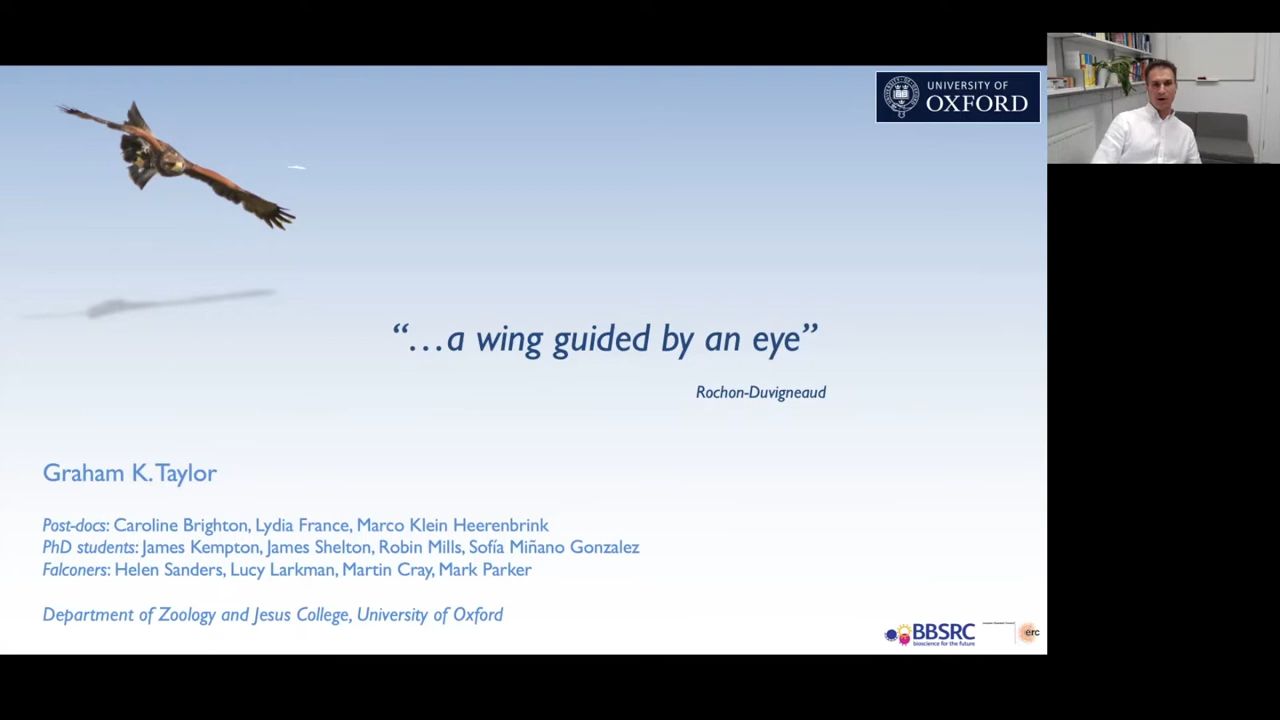 UNIVERSITY OF
OXFORD
“…a wing guided by an eye”
Rochon-Duvigneaud
Graham K. Taylor
Post-docs: Caroline Brighton, Lydia France, Marco Klein Heerenbrink
PhD students: James Kempton, James Shelton, Robin Mills, Sofía Miñano Gonzalez
Falconers: Helen Sanders, Lucy Larkman, Martin Cray, Mark Parker
Department of Zoology and Jesus College, University of Oxford
BBSRC
bioscience for the future
erc